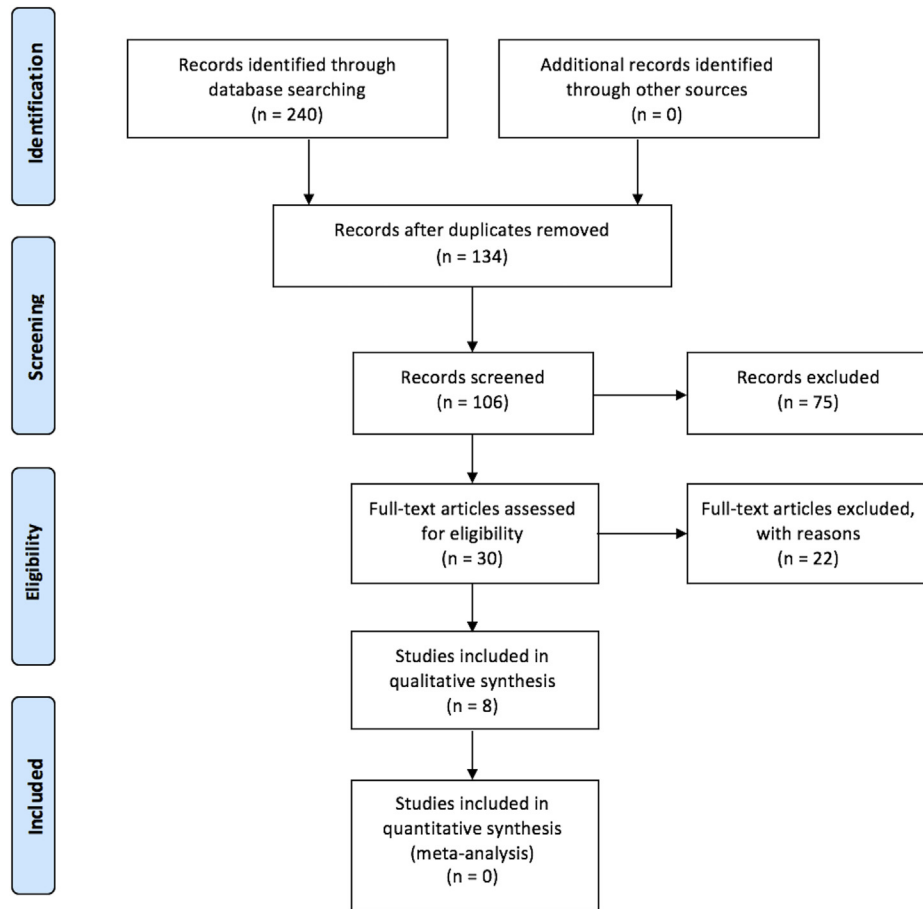 Identification
Records identified through
database searching
(n = 240)
Additional records identified
through other sources
(n = 0)
Records after duplicates removed
(n = 134)
Screening
Records screened
(n = 106)
Records excluded
(n = 75)
Eligibility
Full-text articles assessed
for eligibility
(n = 30)
Full-text articles excluded,
with reasons
(n = 22)
Studies included in
qualitative synthesis
(n = 8)
Included
Studies included in
quantitative synthesis
(meta-analysis)
(n = 0)